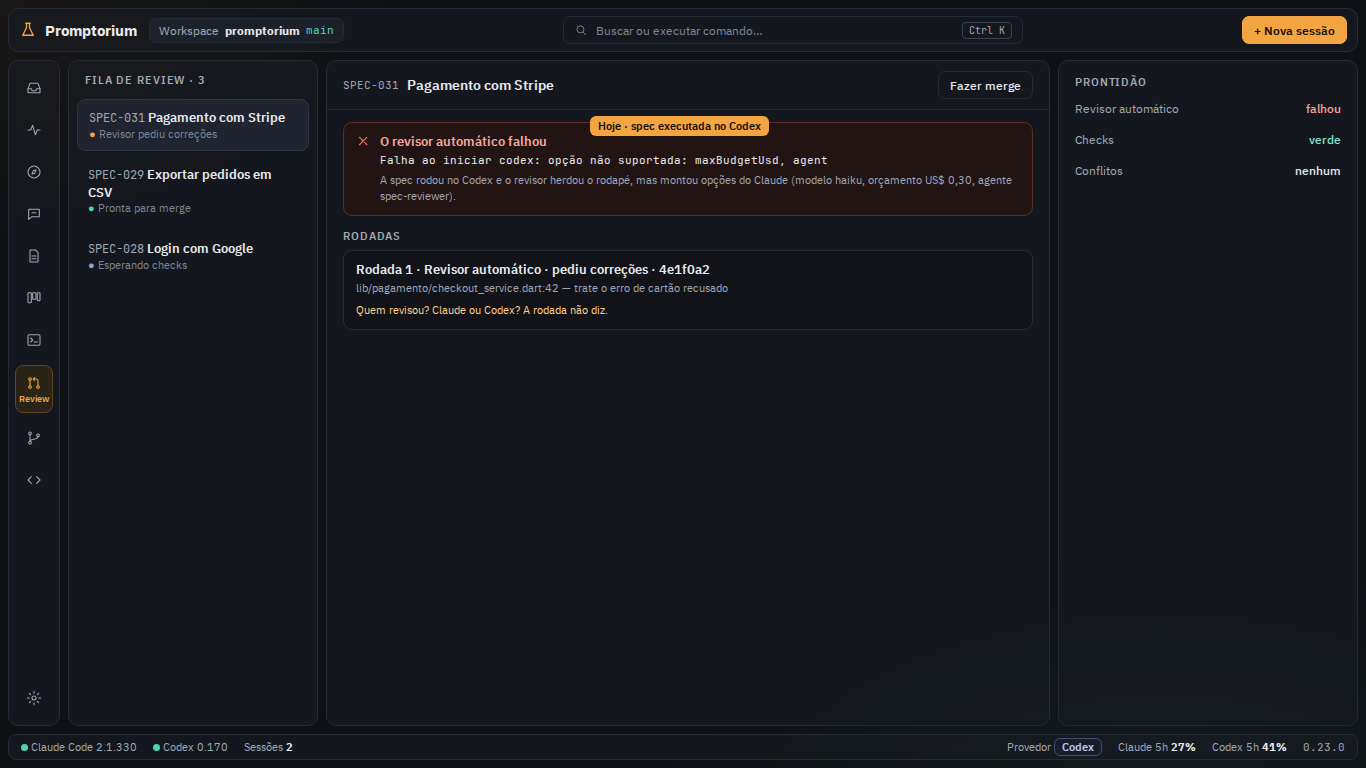 Promptorium
Workspace promptorium main
Buscar ou executar comando...
Ctrl K
+ Nova sessão
Review
FILA DE REVIEW · 3
SPEC-031 Pagamento com Stripe
Revisor pediu correções
SPEC-029 Exportar pedidos em
CSV
Pronta para merge
SPEC-028 Login com Google
Esperando checks
SPEC-031 Pagamento com Stripe
Fazer merge
Hoje · spec executada no Codex
O revisor automático falhou
Falha ao iniciar codex: opção não suportada: maxBudgetUsd, agent
A spec rodou no Codex e o revisor herdou o rodapé, mas montou opções do Claude (modelo haiku, orçamento US$ 0,30, agente
spec-reviewer).
RODADAS
Rodada 1 · Revisor automático · pediu correções · 4e1f0a2
lib/pagamento/checkout_service.dart:42 — trate o erro de cartão recusado
Quem revisou? Claude ou Codex? A rodada não diz.
PRONTIDÃO
Revisor automático falhou
Checks verde
Conflitos nenhum
Claude Code 2.1.330 Codex 0.170 Sessões 2
Provedor Codex Claude 5h 27% Codex 5h 41% 0.23.0